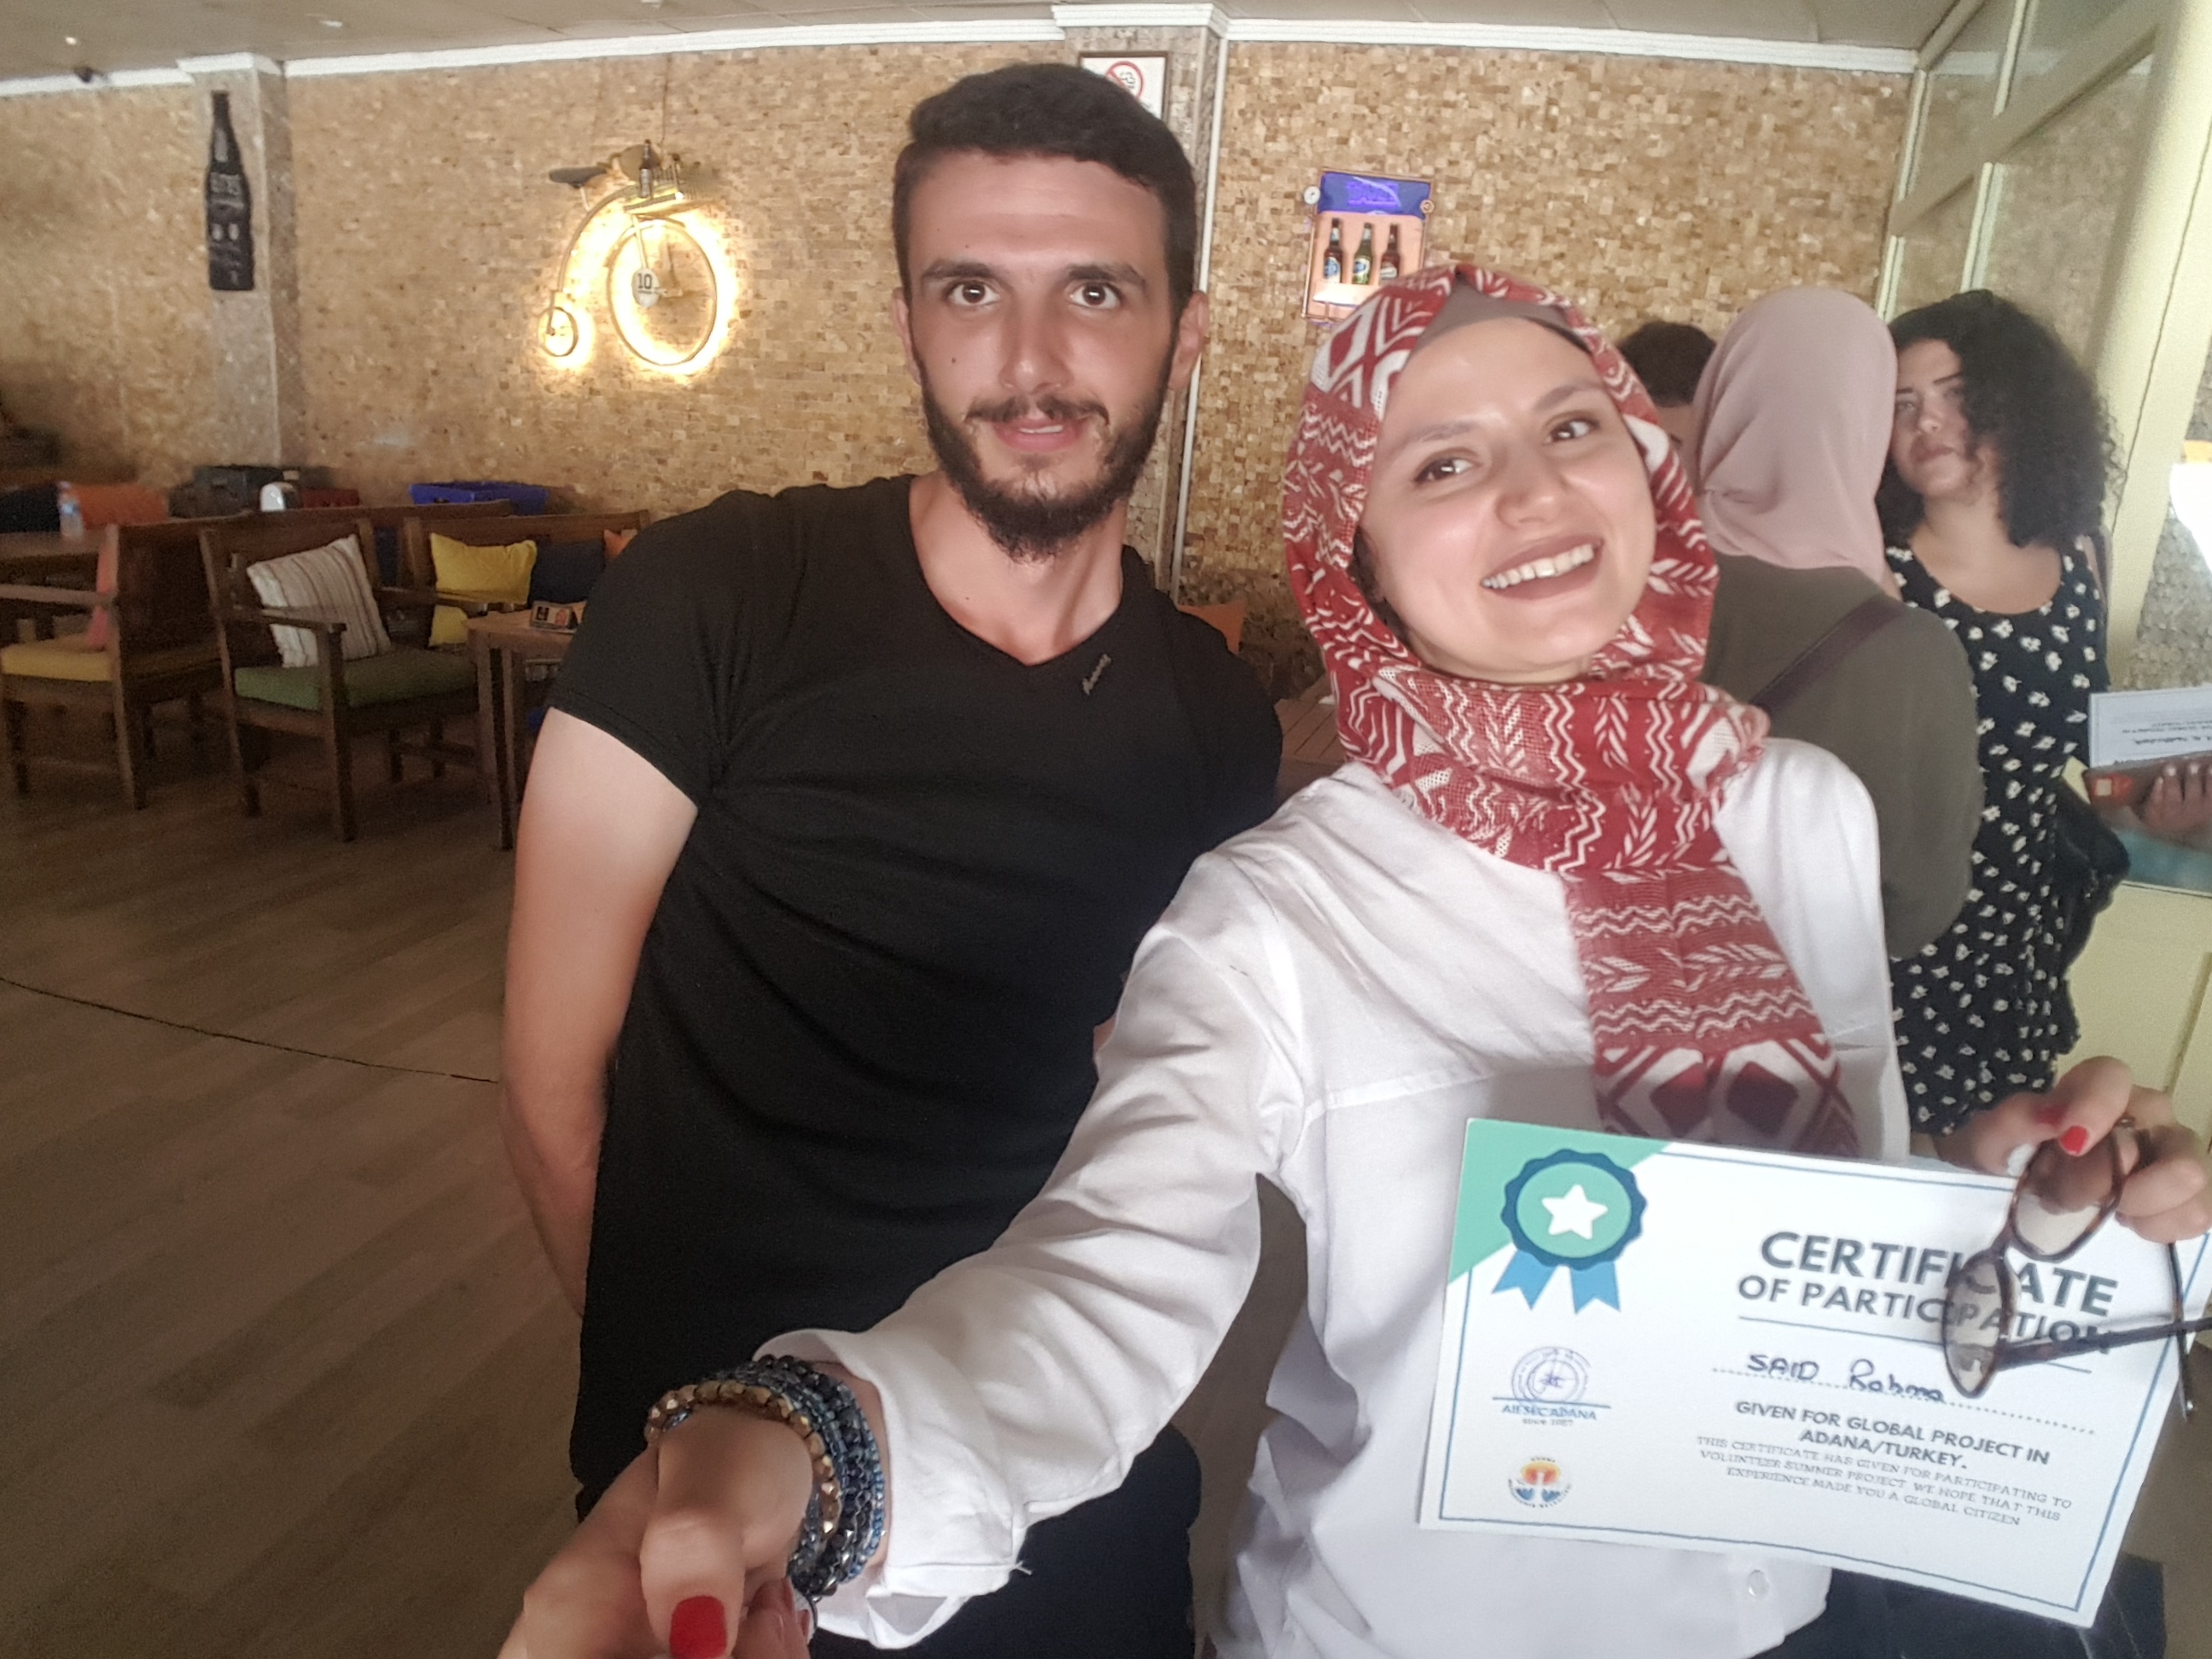 10
CERTIFICATE
OF PARTICIPATION
SAID Rahma
AIESEC ADANA
GIVEN FOR GLOBAL PROJECT IN
ADANA/TURKEY.
THIS CERTIFICATE HAS GIVEN FOR PARTICIPATING TO
VOLUNTEER SUMMER PROJECT WE HOPE THAT THIS
EXPERIENCE MADE YOU A GLOBAL CITIZEN